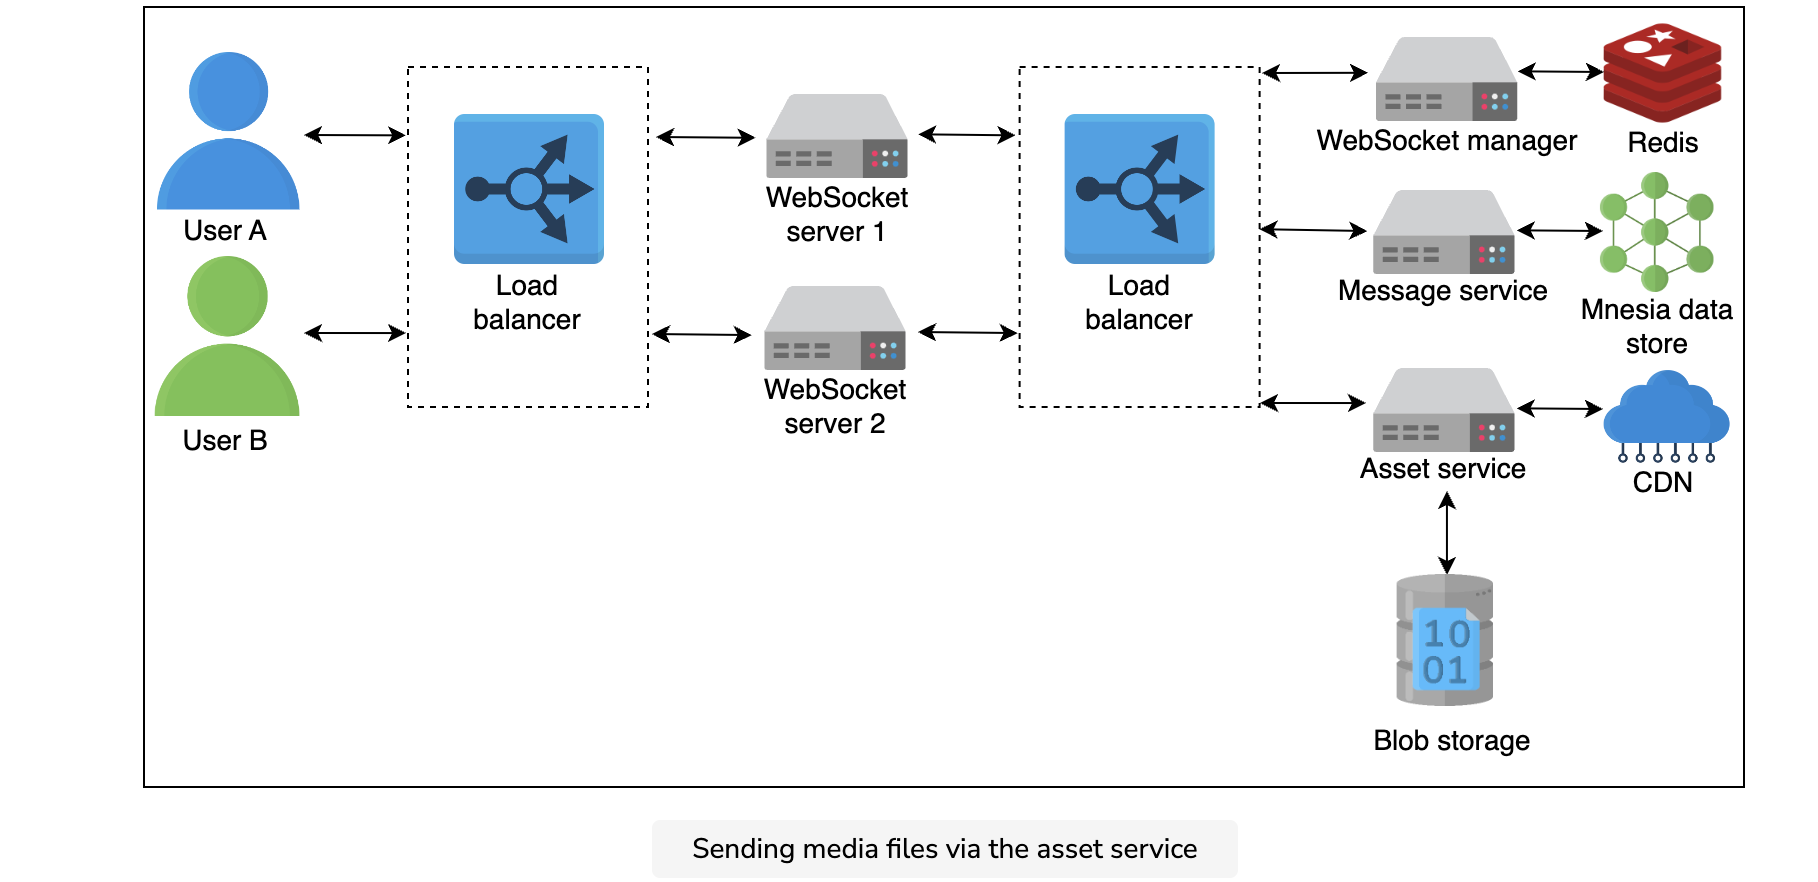 User A
User B
Load
balancer
WebSocket
server 1
WebSocket
server 2
Load
balancer
WebSocket manager
Redis
Message service
Mnesia data
store
Asset service
CDN
10
01
Blob storage
Sending media files via the asset service